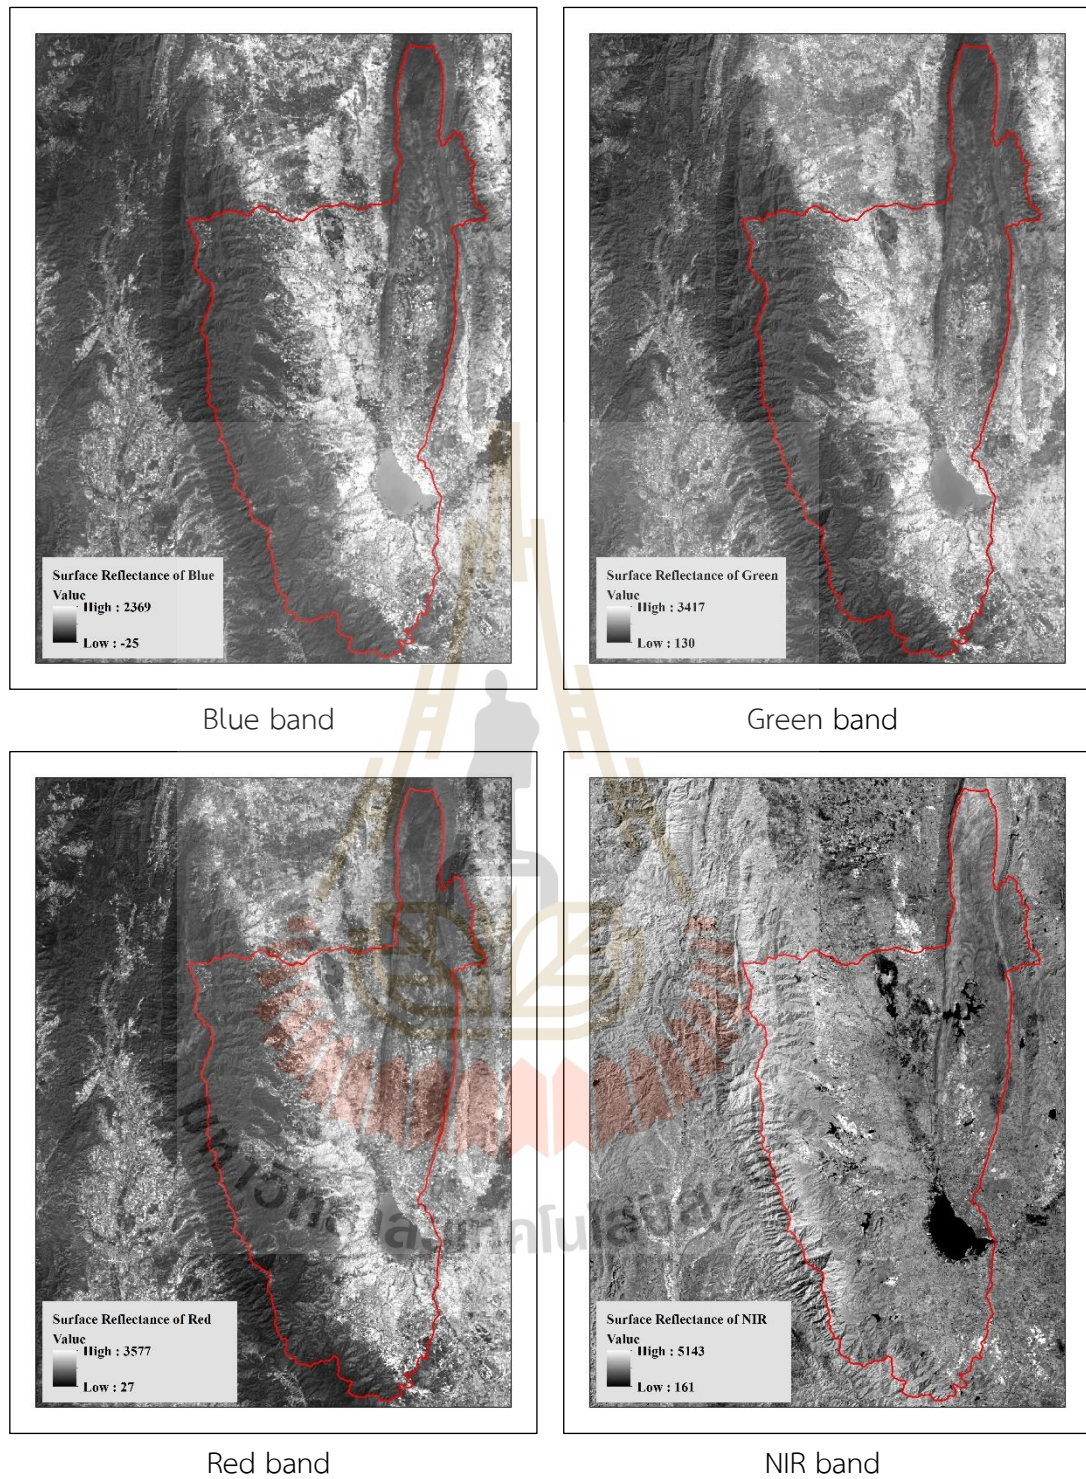 Surface Reflectance of Blue
Value
High : 2369
Low : -25
Blue band
Surface Reflectance of Green
Value
High : 3417
Low : 130
Green band
Surface Reflectance of Red
Value
High : 3577
Low : 27
Red band
Surface Reflectance of NIR
Value
High : 5143
Low : 161
NIR band